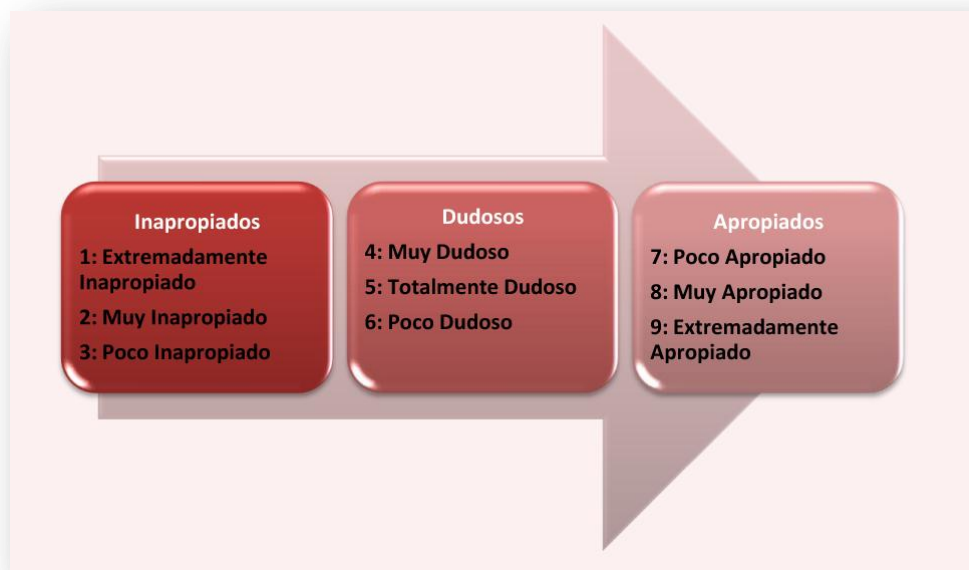 Inapropiados
1: Extremadamente
Inapropiado
2: Muy Inapropiado
3: Poco Inapropiado
Dudosos
4: Muy Dudoso
5: Totalmente Dudoso
6: Poco Dudoso
Apropiados
7: Poco Apropiado
8: Muy Apropiado
9: Extremadamente
Apropiado